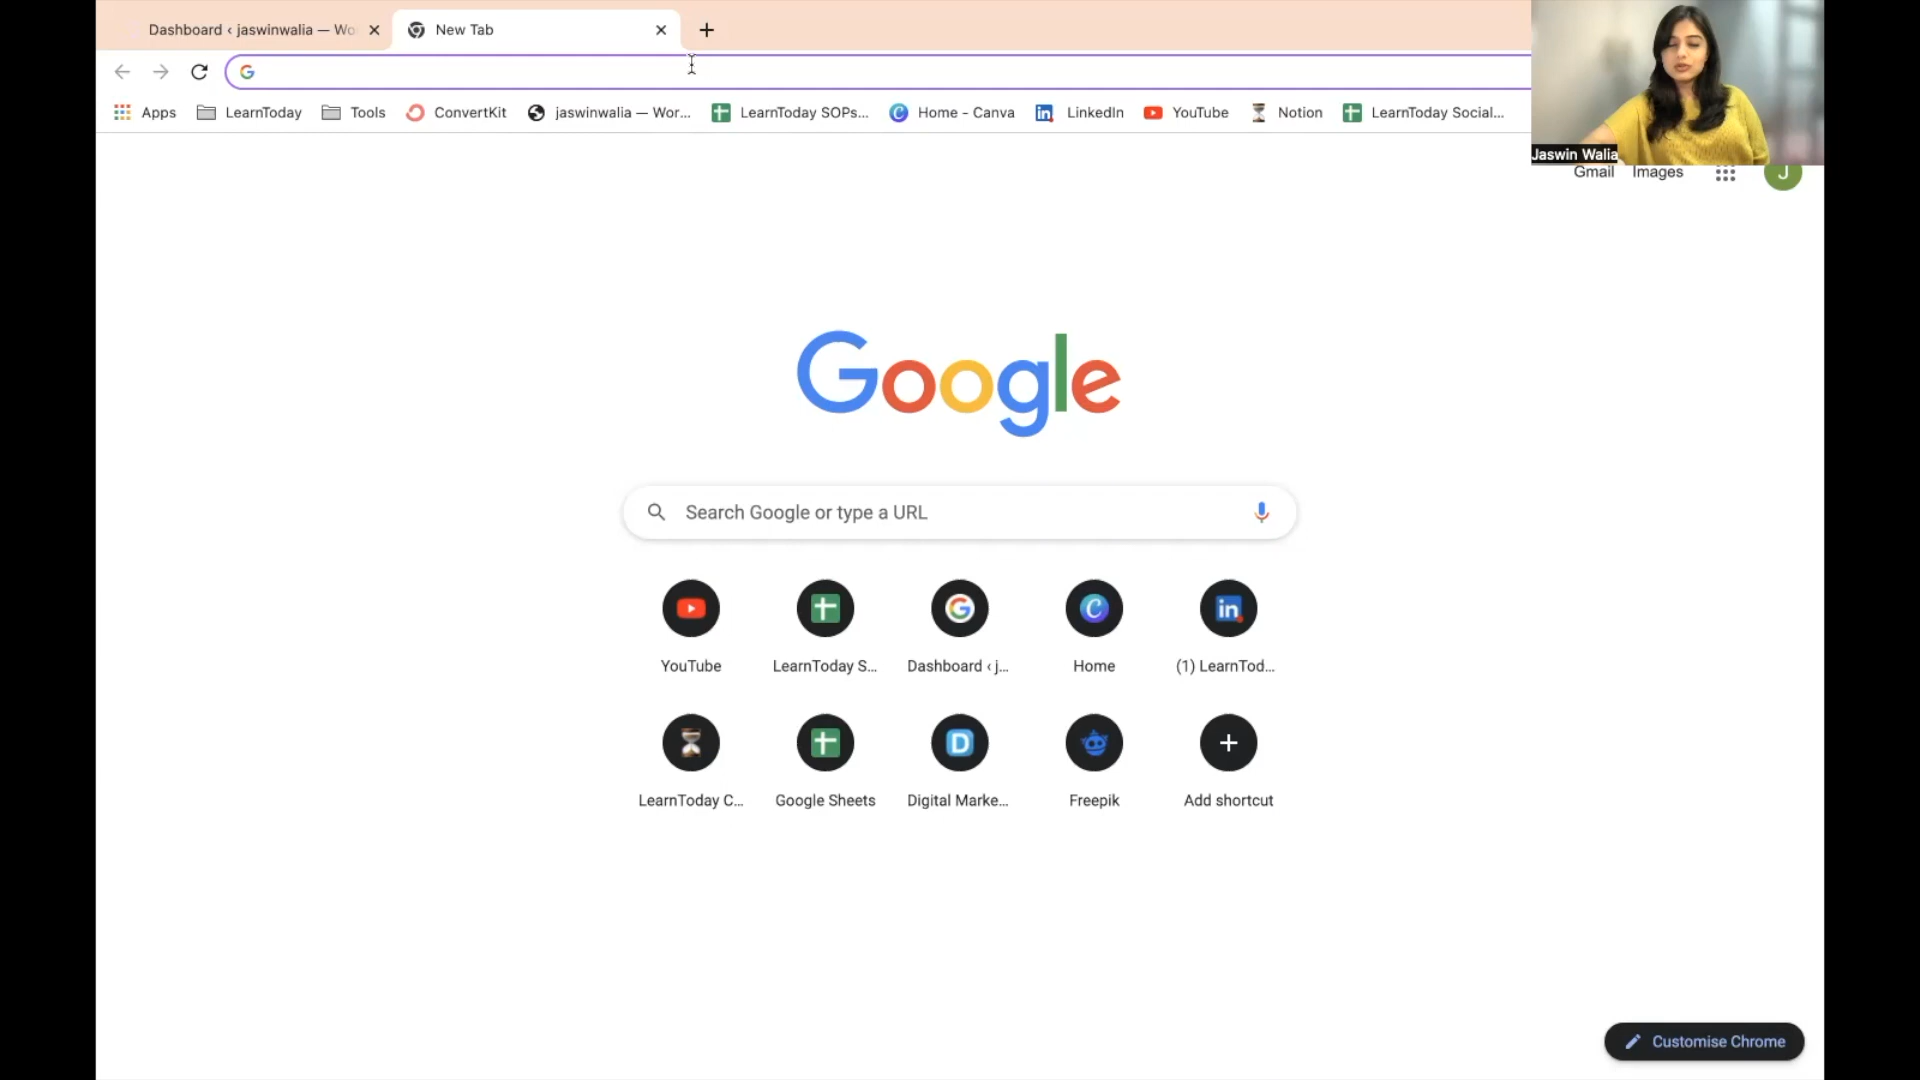 Dashboard ‹ jaswinwalia — Wo
New Tab
Apps LearnToday Tools ConvertKit jaswinwalia — Wor... LearnToday SOPs... Home - Canva LinkedIn YouTube Notion LearnToday Social...
Jaswin Walia
Gmail Images J
Google
Search Google or type a URL
YouTube LearnToday S... Dashboard ‹ j... Home (1) LearnTod...
LearnToday C... Google Sheets Digital Marke... Freepik Add shortcut
Customise Chrome